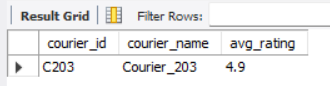 Result Grid Filter Rows:
courier_id courier_name avg_rating
C203 Courier_203 4.9